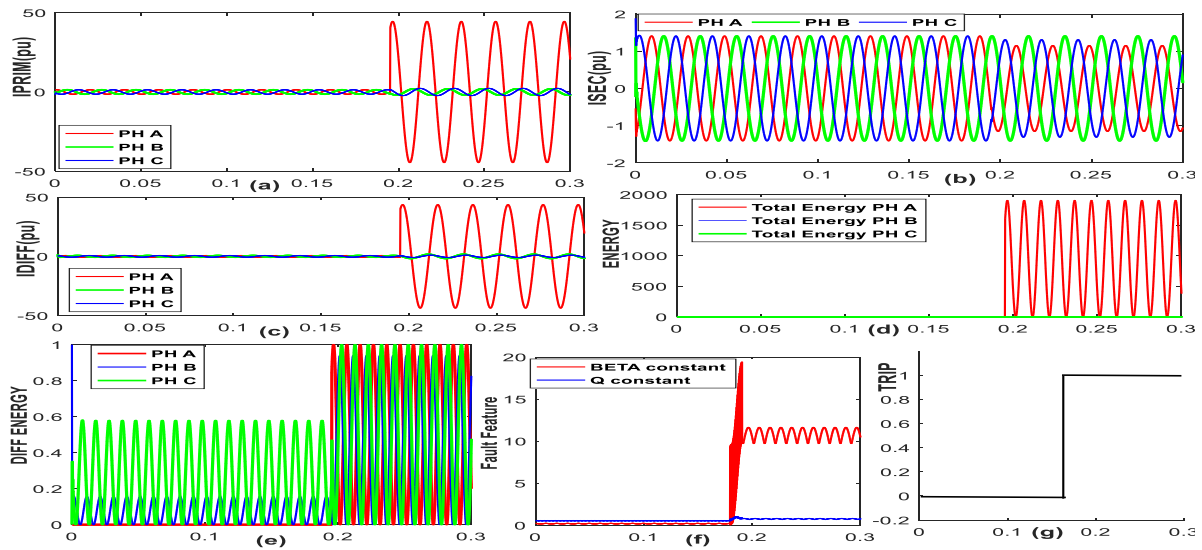 50
0
-50
IPRIM(pu)
PH A
PH B
PH C
0 0.05 0.1 0.15 0.2 0.25 0.3
(a)
2
1
0
-1
-2
ISEC(pu)
PH A PH B PH C
0 0.05 0.1 0.15 0.2 0.25 0.3
(b)
50
0
-50
IDIFF(pu)
PH A
PH B
PH C
0 0.05 0.1 0.15 0.2 0.25 0.3
(c)
2000
1500
1000
500
0
ENERGY
Total Energy PH A
Total Energy PH B
Total Energy PH C
0 0.05 0.1 0.15 0.2 0.25 0.3
(d)
1
0.8
0.6
0.4
0.2
0
DIFF ENERGY
PH A
PH B
PH C
0 0.1 0.2 0.3
(e)
20
15
10
5
0
Fault Feature
BETA constant
Q constant
0 0.1 0.2 0.3
(f)
1
0.8
0.6
0.4
0.2
0
-0.2
TRIP
0 0.1 0.2 0.3
(g)